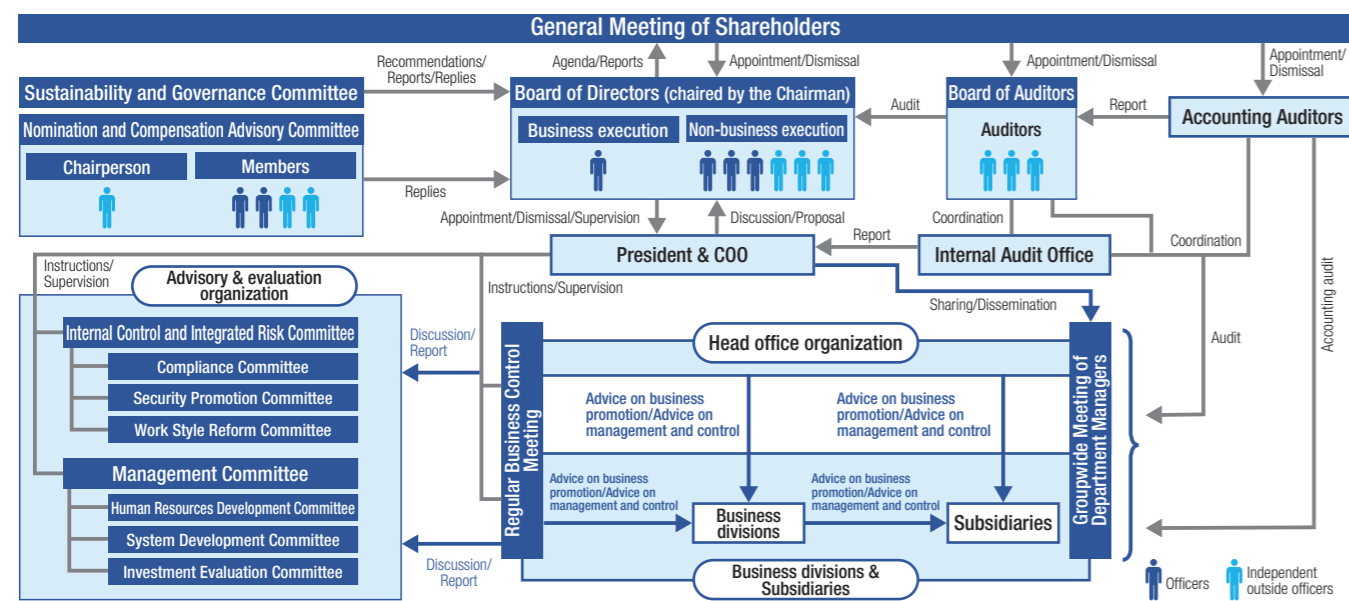 General Meeting of Shareholders
Recommendations/
Reports/Replies
Agenda/Reports
Appointment/Dismissal
Appointment/Dismissal
Appointment/
Dismissal
Sustainability and Governance Committee
Board of Directors (chaired by the Chairman)
Audit
Board of Auditors
Report
Accounting Auditors
Nomination and Compensation Advisory Committee
Chairperson
Members
Business execution
Non-business execution
Auditors
Replies
Appointment/Dismissal/Supervision
Discussion/Proposal
Coordination
Coordination
President & COO
Report
Internal Audit Office
Instructions/
Supervision
Advisory & evaluation
organization
Instructions/Supervision
Sharing/Dissemination
Audit
Accounting audit
Internal Control and Integrated Risk Committee
Compliance Committee
Security Promotion Committee
Work Style Reform Committee
Discussion/
Report
Management Committee
Human Resources Development Committee
System Development Committee
Investment Evaluation Committee
Discussion/
Report
Regular Business Control
Meeting
Head office organization
Advice on business
promotion/Advice on
management and control
Advice on business
promotion/Advice on
management and control
Advice on business
promotion/Advice on
management and control
Business
divisions
Advice on business
promotion/Advice on
management and control
Subsidiaries
Business divisions &
Subsidiaries
Groupwide Meeting of
Department Managers
Officers
Independent
outside officers